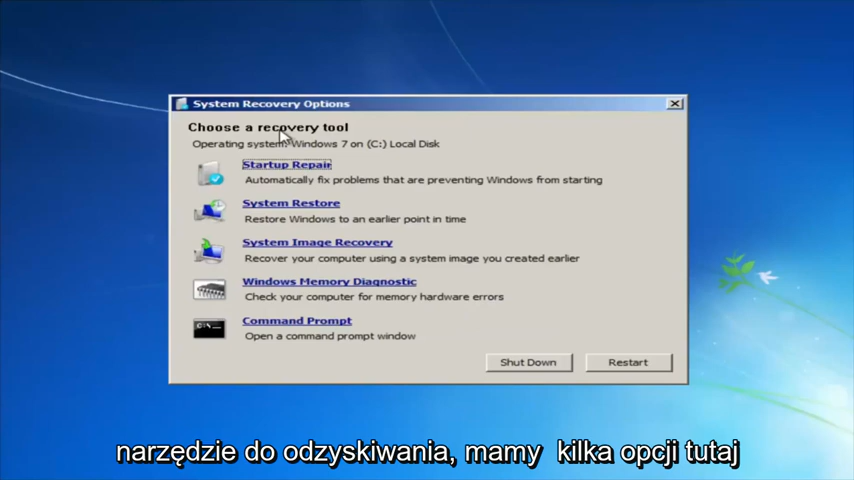 System Recovery Options
Choose a recovery tool
Operating system: Windows 7 on (C:) Local Disk
Startup Repair
Automatically fix problems that are preventing Windows from starting
System Restore
Restore Windows to an earlier point in time
System Image Recovery
Recover your computer using a system image you created earlier
Windows Memory Diagnostic
Check your computer for memory hardware errors
C:\_
Command Prompt
Open a command prompt window
Shut Down Restart
narzędzie do odzyskiwania, mamy kilka opcji tutaj